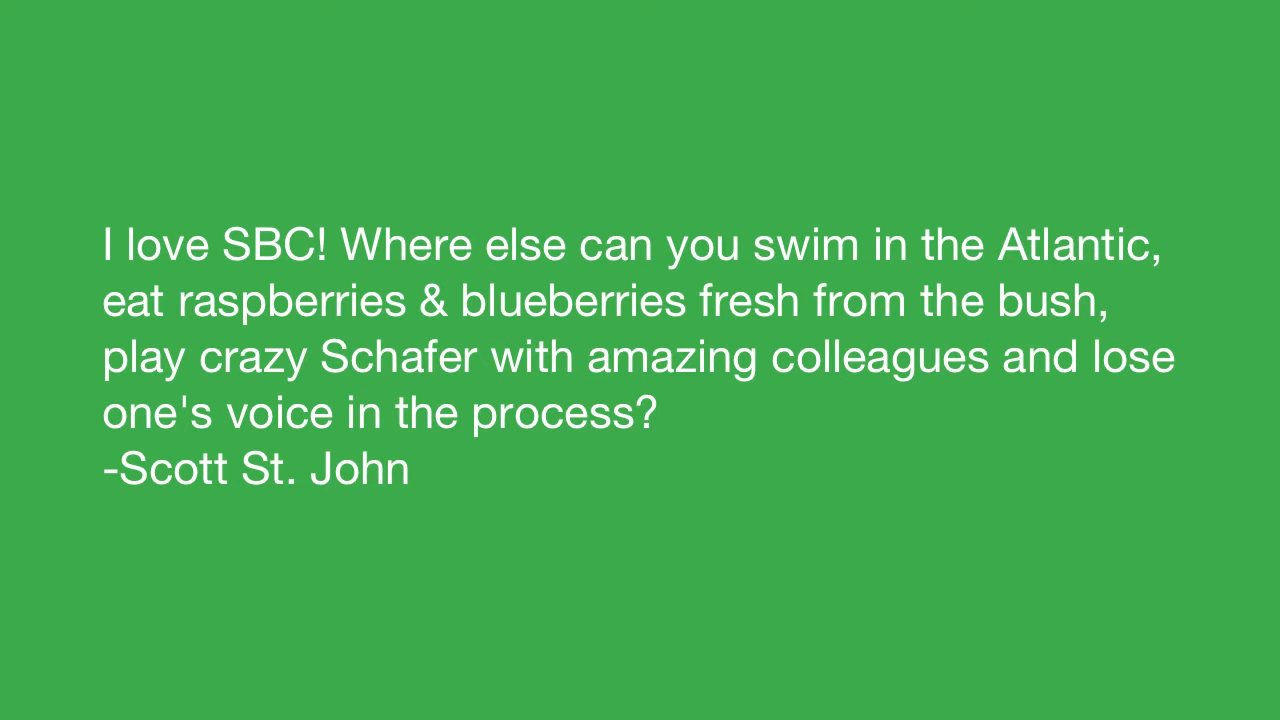 I love SBC! Where else can you swim in the Atlantic,
eat raspberries & blueberries fresh from the bush,
play crazy Schafer with amazing colleagues and lose
one's voice in the process?
-Scott St. John